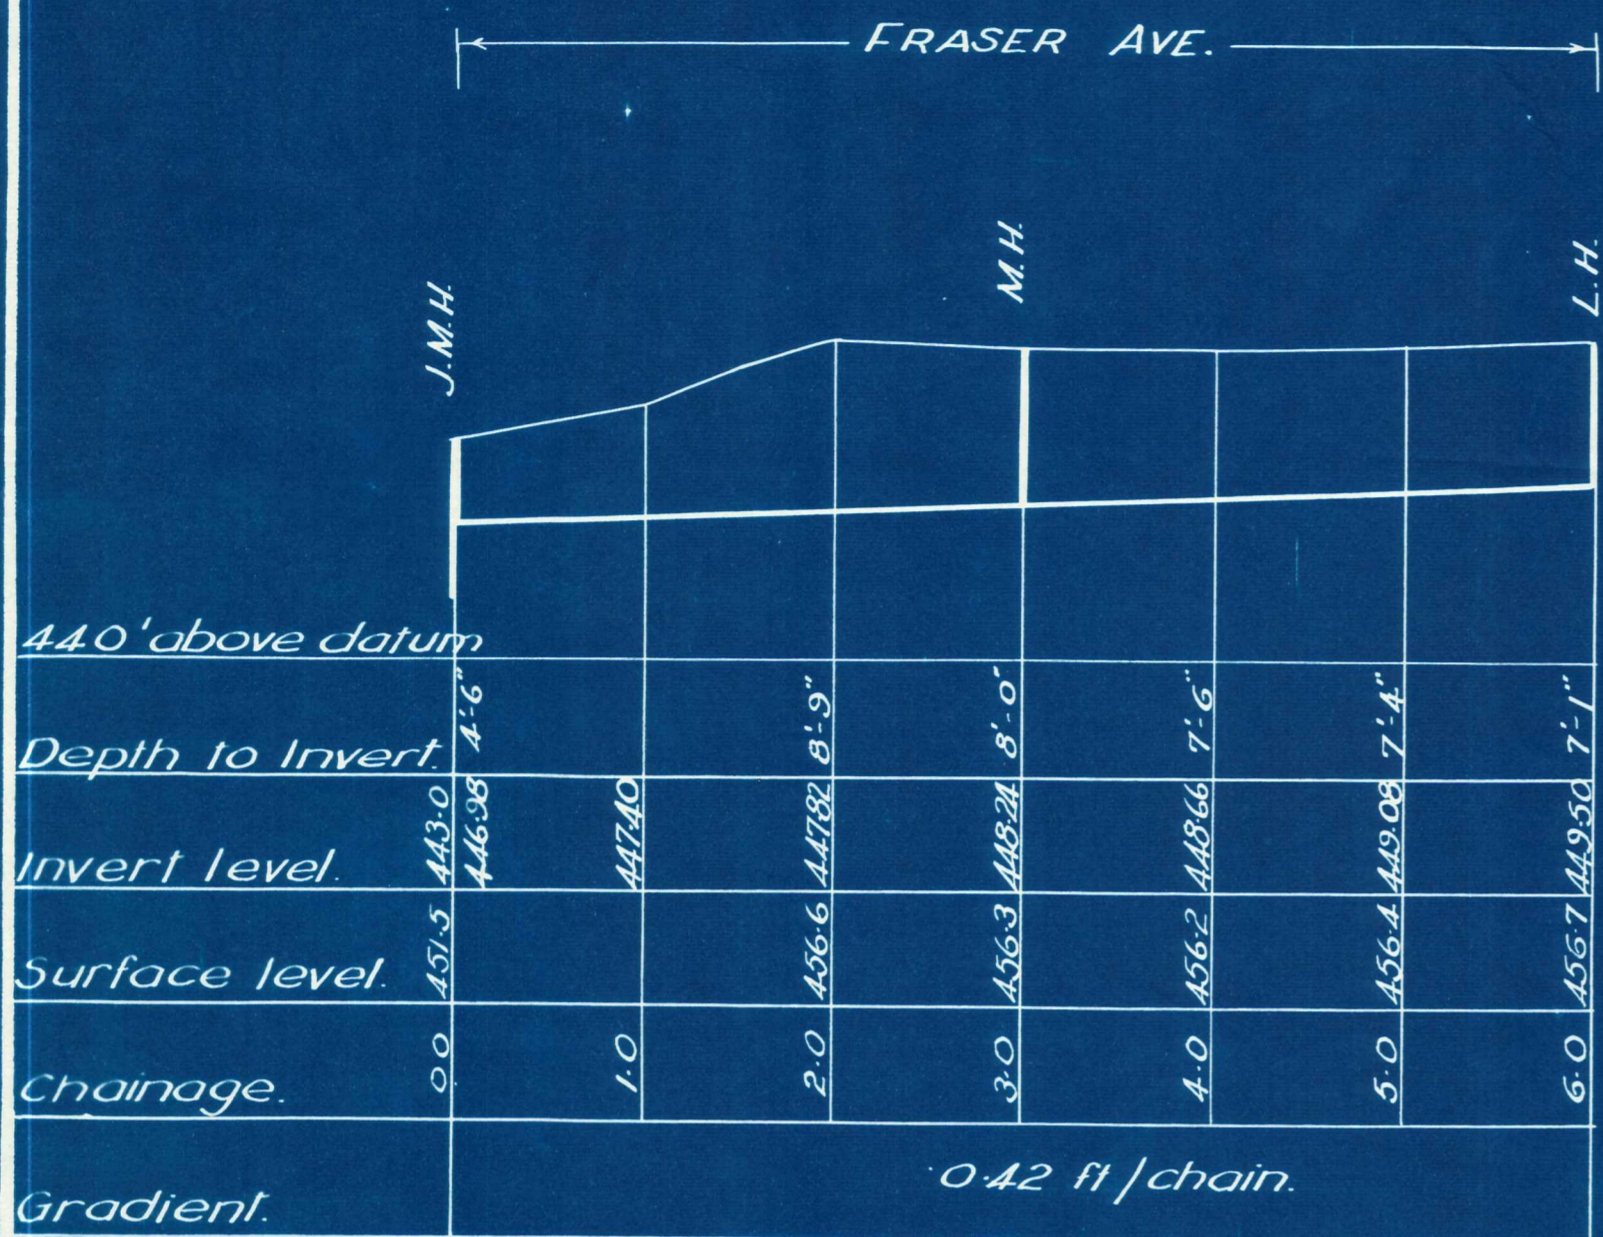 FRASER AVE.
J.M.H.
M.H.
L.H.
440' above datum
Depth to Invert. 4'-6" 8'-9" 8'-0" 7'-6" 7'-4" 7'-1"
Invert level. 443·0 446·98 447·40 447·82 448·24 448·66 449·08 449·50
Surface level. 451·5 456·6 456·3 456·2 456·4 456·7
Chainage. 0·0 1·0 2·0 3·0 4·0 5·0 6·0
Gradient. 0·42 ft/chain.